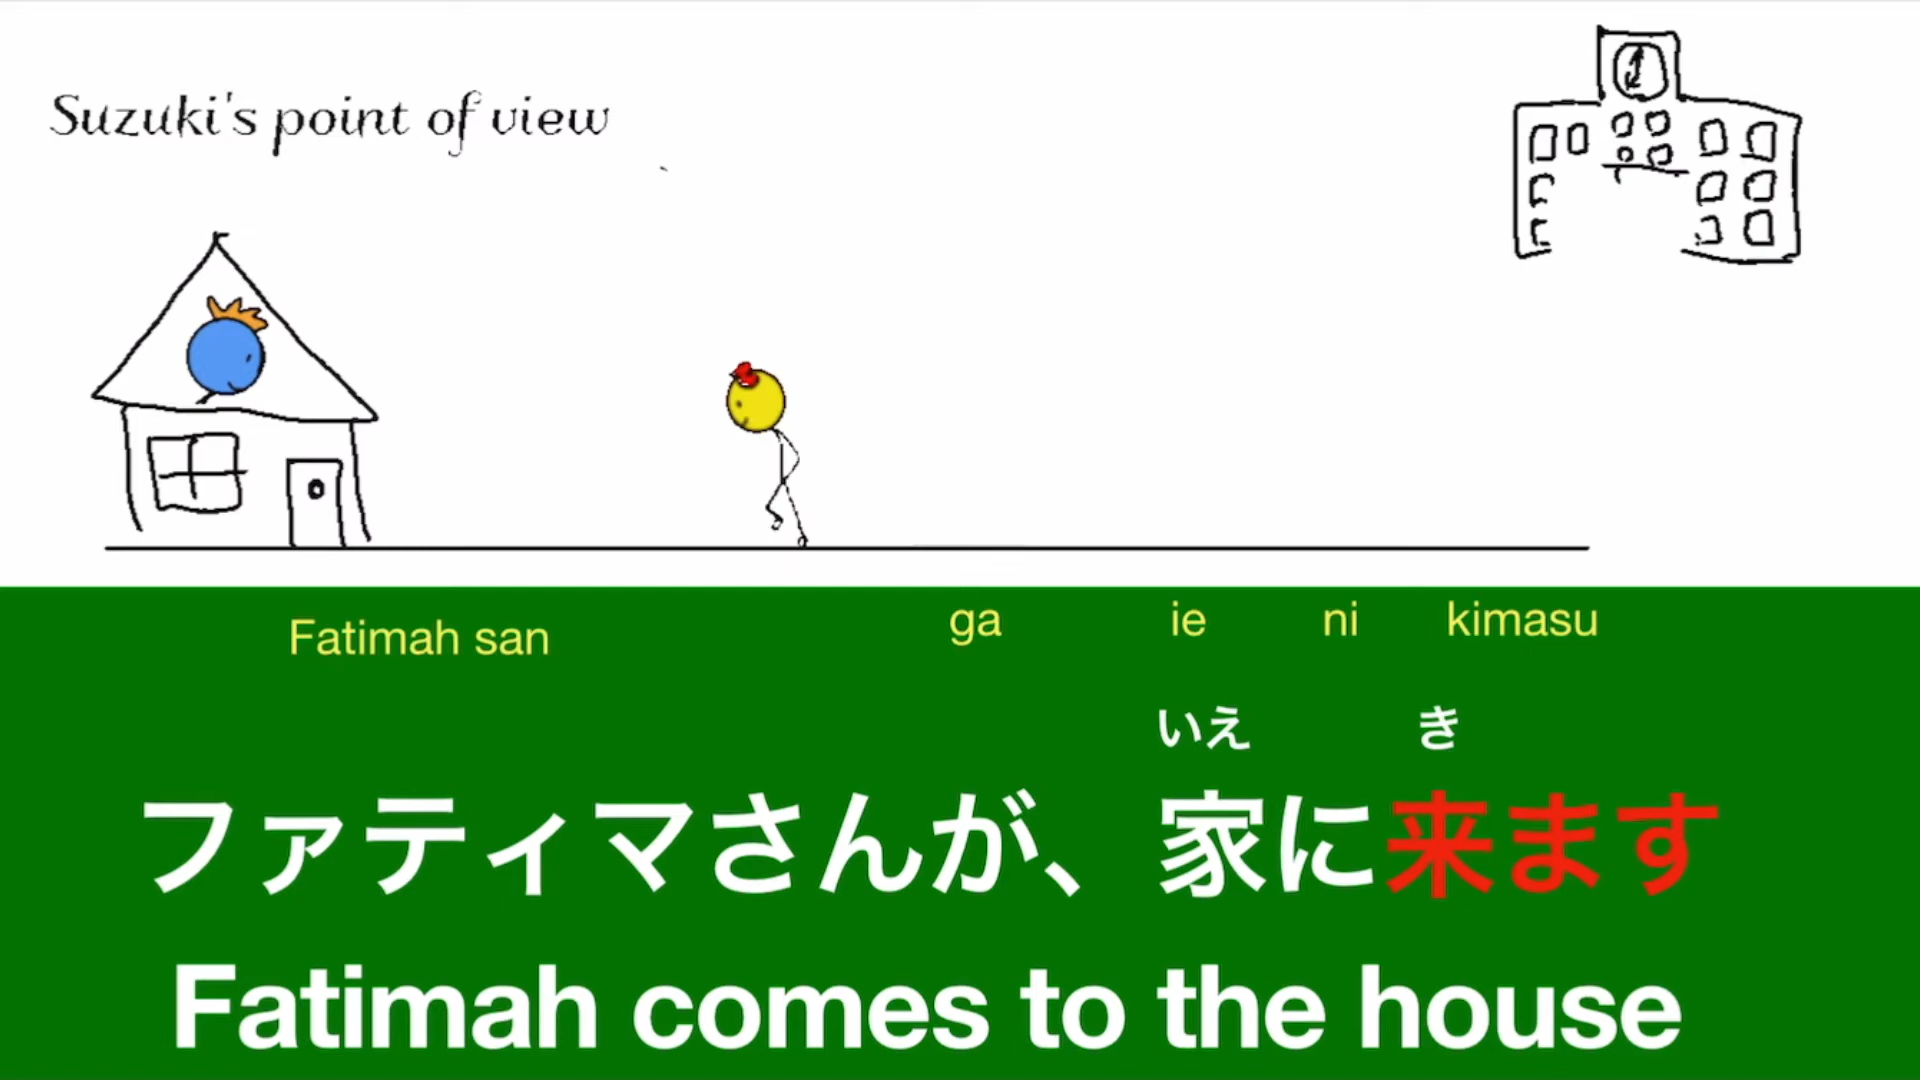 Suzuki's point of view
Fatimah san ga ie ni kimasu
いえ き
ファティマさんが、家に来ます
Fatimah comes to the house